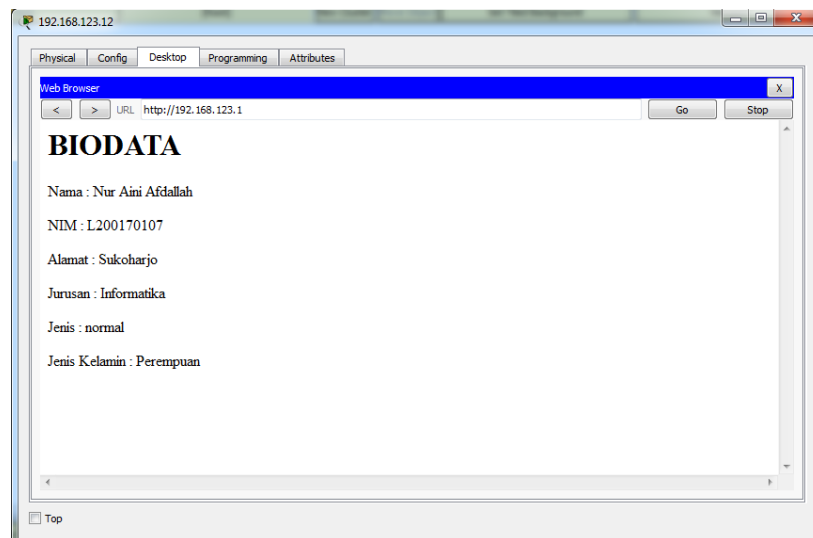 192.168.123.12
Physical Config Desktop Programming Attributes
Web Browser X
< > URL http://192.168.123.1 Go Stop
BIODATA
Nama : Nur Aini Afdallah
NIM : L200170107
Alamat : Sukoharjo
Jurusan : Informatika
Jenis : normal
Jenis Kelamin : Perempuan
Top